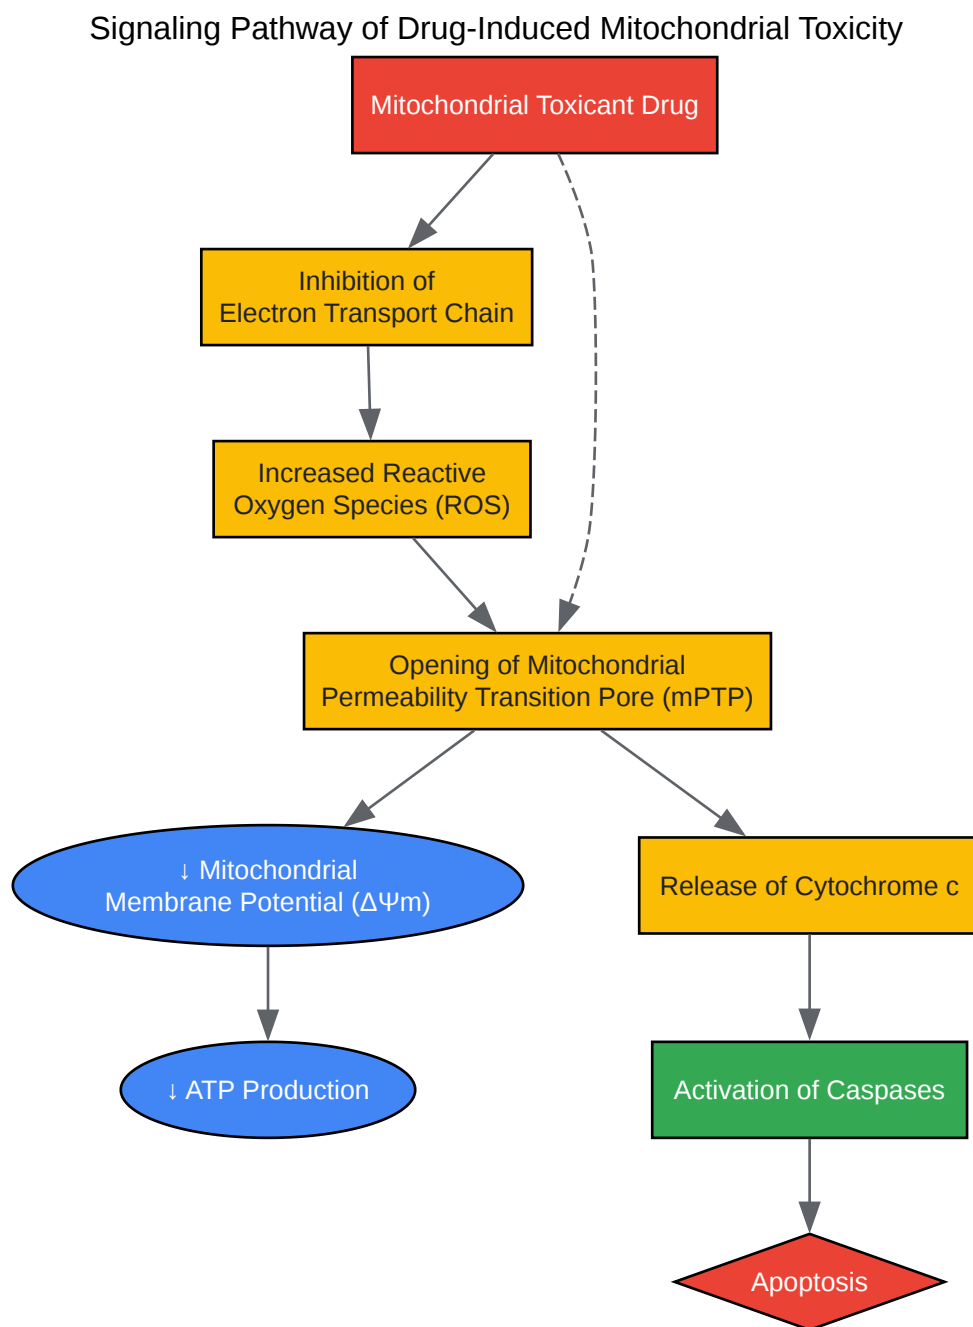 Signaling Pathway of Drug-Induced Mitochondrial Toxicity
Mitochondrial Toxicant Drug
Inhibition of
Electron Transport Chain
Increased Reactive
Oxygen Species (ROS)
Opening of Mitochondrial
Permeability Transition Pore (mPTP)
↓ Mitochondrial
Membrane Potential (ΔΨm)
Release of Cytochrome c
↓ ATP Production
Activation of Caspases
Apoptosis